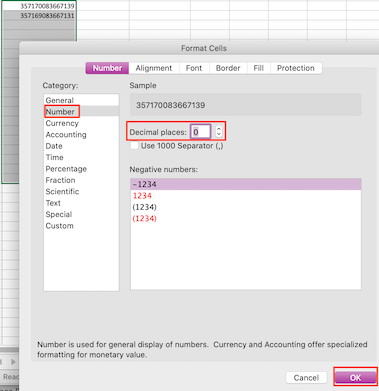 357170083667139
357169083667131
Format Cells
Number Alignment Font Border Fill Protection
Category:
General
Number
Currency
Accounting
Date
Time
Percentage
Fraction
Scientific
Text
Special
Custom
Sample
357170083667139
Decimal places: 0
Use 1000 Separator (,)
Negative numbers:
-1234
1234
(1234)
(1234)
Number is used for general display of numbers. Currency and Accounting offer specialized
formatting for monetary value.
Cancel OK